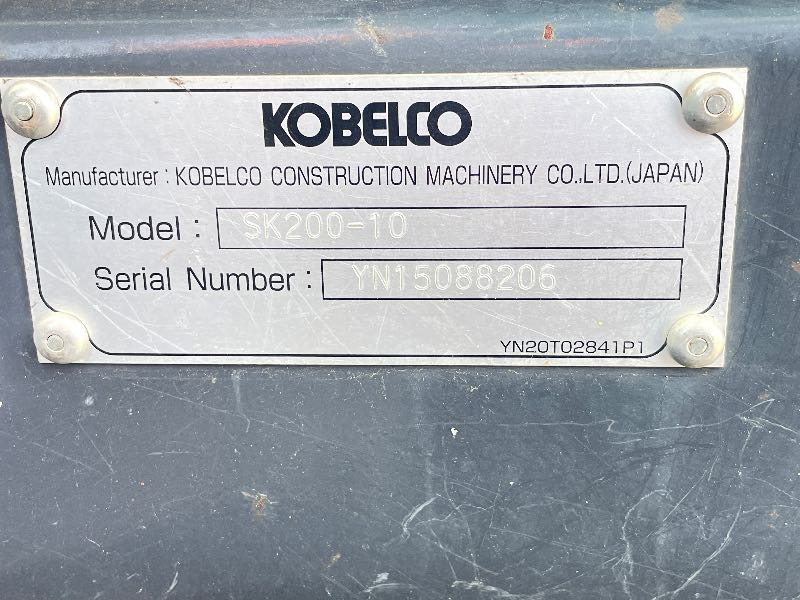 KOBELCO
Manufacturer : KOBELCO CONSTRUCTION MACHINERY CO.,LTD.(JAPAN)
Model : SK200-10
Serial Number : YN15088206
YN20T02841P1